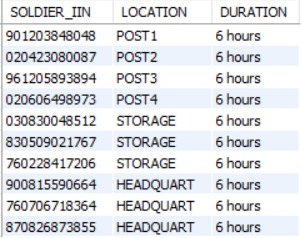 SOLDIER_IIN LOCATION DURATION
901203848048 POST1 6 hours
020423080087 POST2 6 hours
961205893894 POST3 6 hours
020606498973 POST4 6 hours
030830048512 STORAGE 6 hours
830509021767 STORAGE 6 hours
760228417206 STORAGE 6 hours
900815590664 HEADQUART 6 hours
760706718364 HEADQUART 6 hours
870826873855 HEADQUART 6 hours